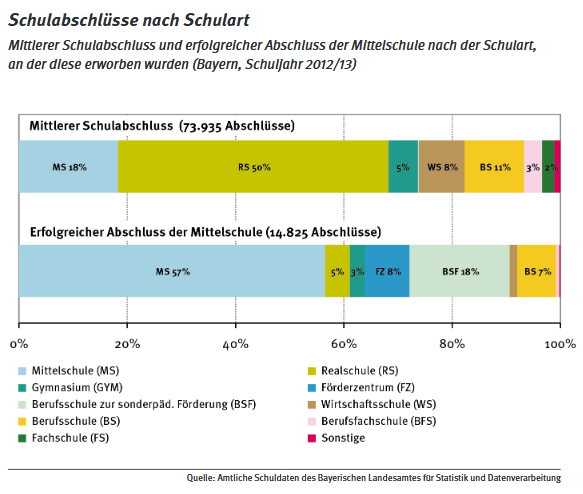 Schulabschlüsse nach Schulart
Mittlerer Schulabschluss und erfolgreicher Abschluss der Mittelschule nach der Schulart,
an der diese erworben wurden (Bayern, Schuljahr 2012/13)
Mittlerer Schulabschluss (73.935 Abschlüsse)
MS 18% RS 50% 5% WS 8% BS 11% 3% 2%
Erfolgreicher Abschluss der Mittelschule (14.825 Abschlüsse)
MS 57% 5% 3% FZ 8% BSF 18% BS 7%
0% 20% 40% 60% 80% 100%
Mittelschule (MS) Realschule (RS)
Gymnasium (GYM) Förderzentrum (FZ)
Berufsschule zur sonderpäd. Förderung (BSF) Wirtschaftsschule (WS)
Berufsschule (BS) Berufsfachschule (BFS)
Fachschule (FS) Sonstige
Quelle: Amtliche Schuldaten des Bayerischen Landesamtes für Statistik und Datenverarbeitung